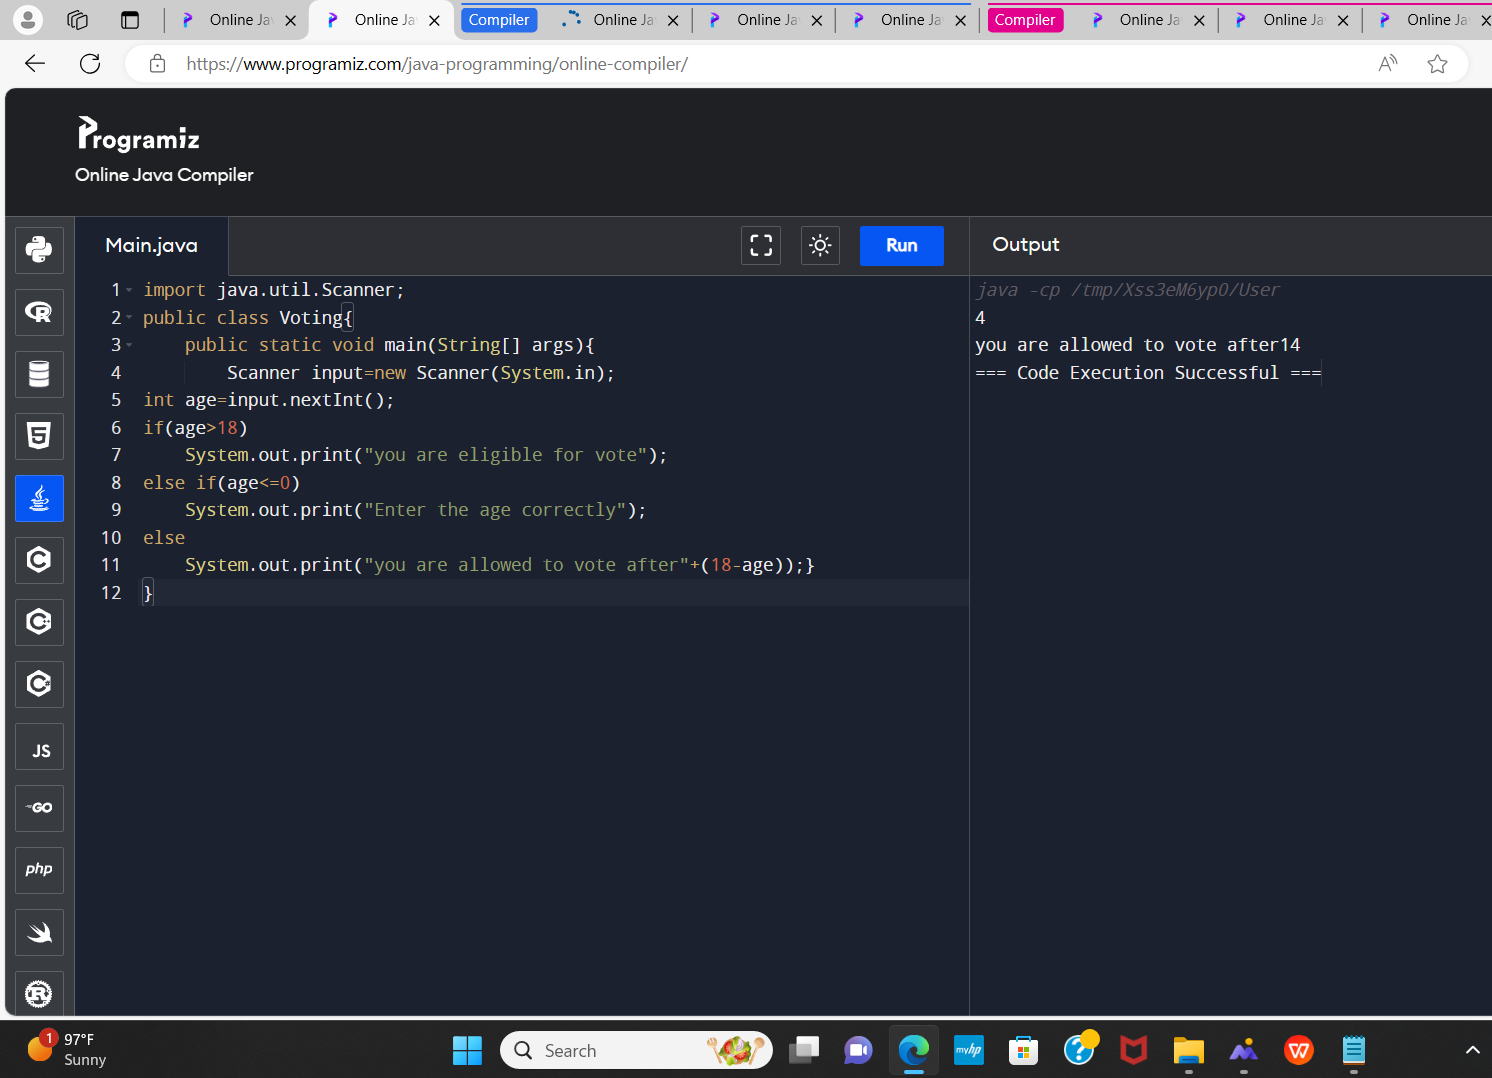 Online Ja
Online Ja
Compiler
Online Ja
Online Ja
Online Ja
Compiler
Online Ja
Online Ja
Online Ja
https://www.programiz.com/java-programming/online-compiler/
Programiz
Online Java Compiler
Main.java
Run
Output
1 import java.util.Scanner;
2 public class Voting{
3 public static void main(String[] args){
4 Scanner input=new Scanner(System.in);
5 int age=input.nextInt();
6 if(age>18)
7 System.out.print("you are eligible for vote");
8 else if(age<=0)
9 System.out.print("Enter the age correctly");
10 else
11 System.out.print("you are allowed to vote after"+(18-age));}
12 }
java -cp /tmp/Xss3eM6ypO/User
4
you are allowed to vote after14
=== Code Execution Successful ===
R
5
C
C
C
JS
GO
php
R
1
97°F
Sunny
Search
myhp
?
W